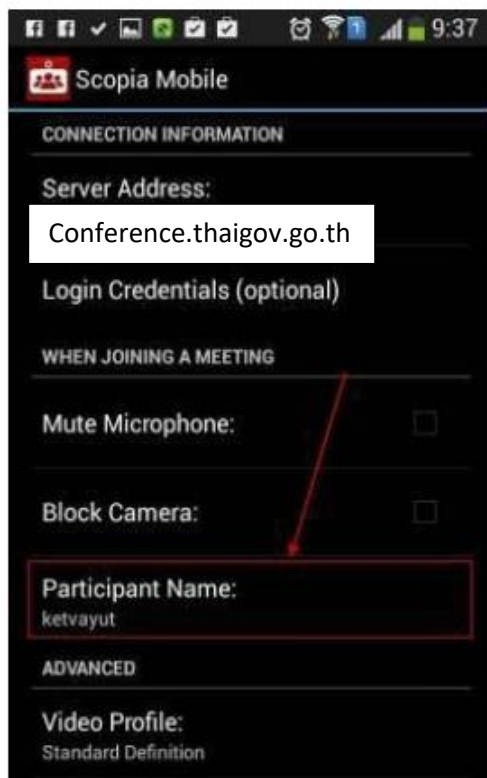 9:37
Scopia Mobile
CONNECTION INFORMATION
Server Address:
Conference.thaigov.go.th
Login Credentials (optional)
WHEN JOINING A MEETING
Mute Microphone:
Block Camera:
Participant Name:
ketvayut
ADVANCED
Video Profile:
Standard Definition